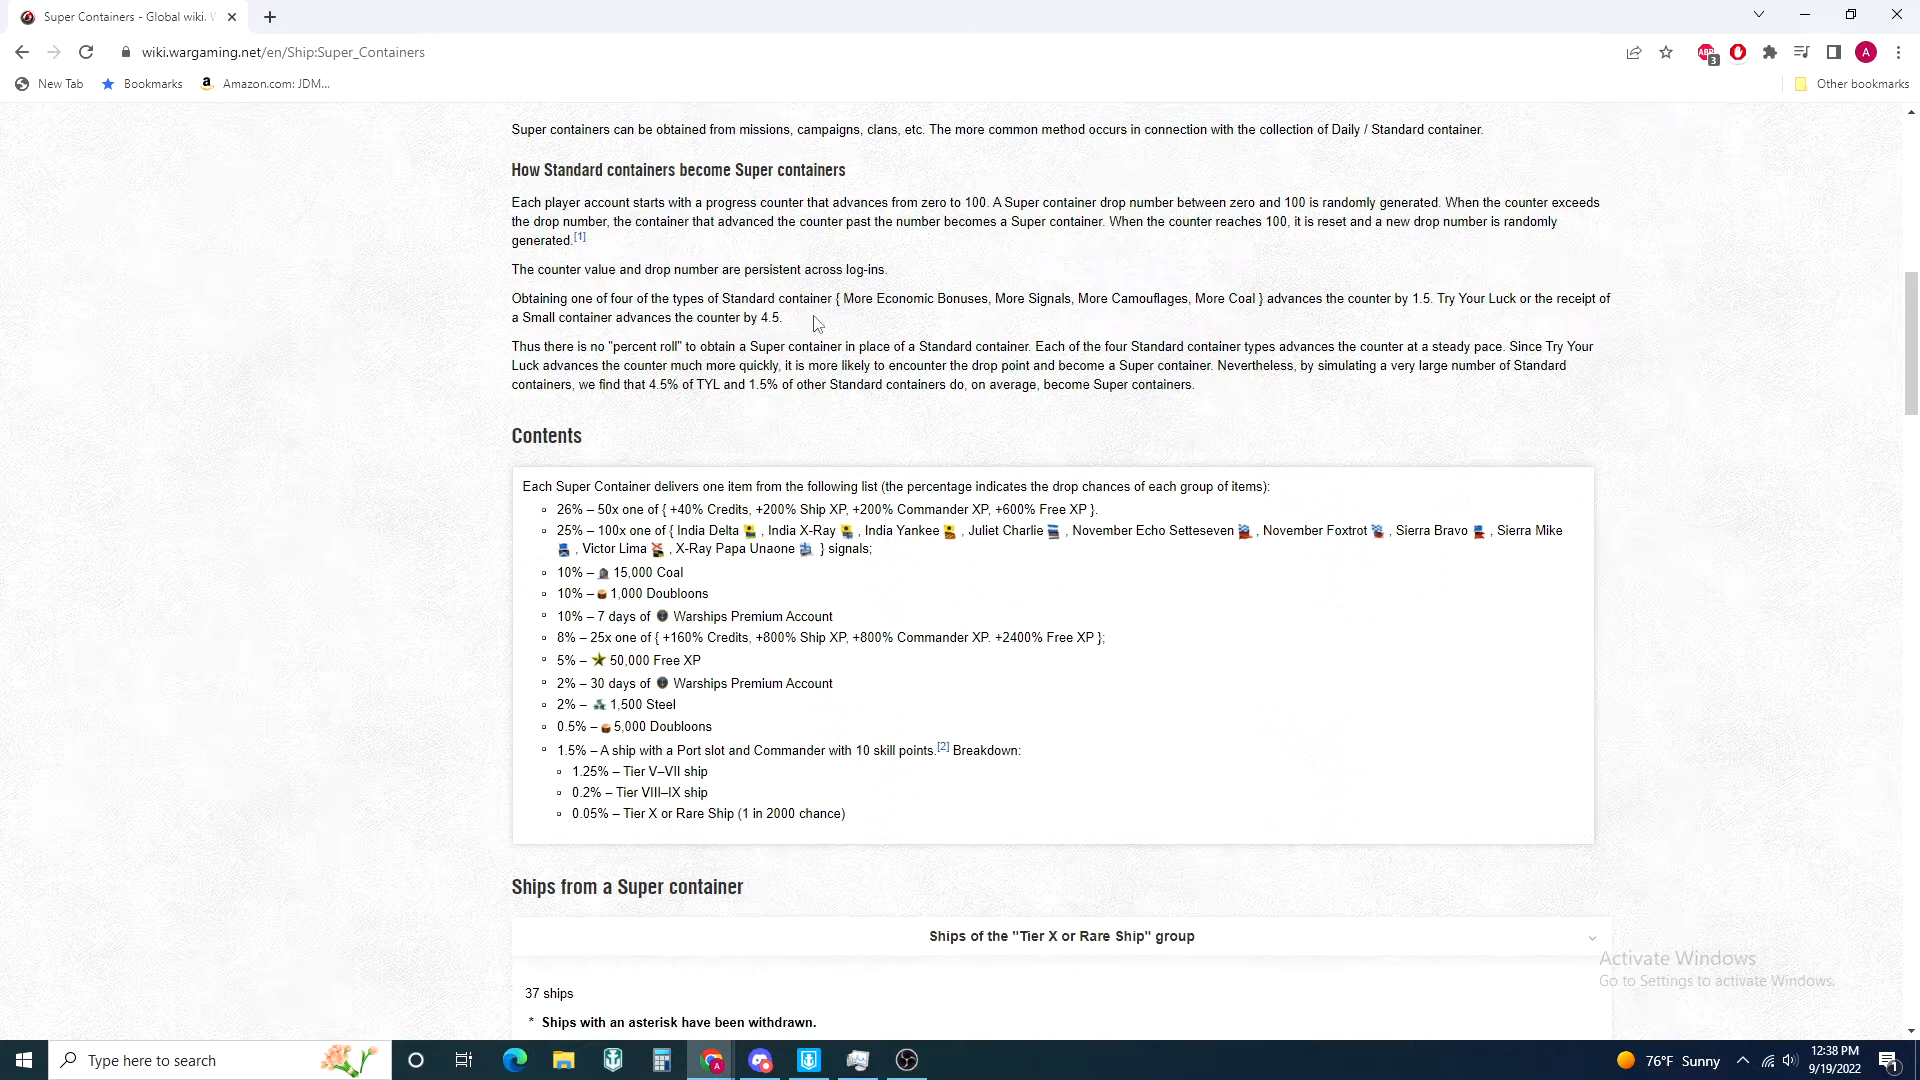 Super Containers - Global wiki. W
wiki.wargaming.net/en/Ship:Super_Containers
ABP
3
A
New Tab
Bookmarks
a Amazon.com: JDM...
Other bookmarks
Super containers can be obtained from missions, campaigns, clans, etc. The more common method occurs in connection with the collection of Daily / Standard container.
How Standard containers become Super containers
Each player account starts with a progress counter that advances from zero to 100. A Super container drop number between zero and 100 is randomly generated. When the counter exceeds
the drop number, the container that advanced the counter past the number becomes a Super container. When the counter reaches 100, it is reset and a new drop number is randomly
generated.[1]
The counter value and drop number are persistent across log-ins.
Obtaining one of four of the types of Standard container { More Economic Bonuses, More Signals, More Camouflages, More Coal } advances the counter by 1.5. Try Your Luck or the receipt of
a Small container advances the counter by 4.5.
Thus there is no "percent roll" to obtain a Super container in place of a Standard container. Each of the four Standard container types advances the counter at a steady pace. Since Try Your
Luck advances the counter much more quickly, it is more likely to encounter the drop point and become a Super container. Nevertheless, by simulating a very large number of Standard
containers, we find that 4.5% of TYL and 1.5% of other Standard containers do, on average, become Super containers.
Contents
Each Super Container delivers one item from the following list (the percentage indicates the drop chances of each group of items):
26% – 50x one of { +40% Credits, +200% Ship XP, +200% Commander XP, +600% Free XP }.
25% – 100x one of { India Delta , India X-Ray , India Yankee , Juliet Charlie , November Echo Setteseven , November Foxtrot , Sierra Bravo , Sierra Mike
, Victor Lima , X-Ray Papa Unaone } signals;
10% – 15,000 Coal
10% – 1,000 Doubloons
10% – 7 days of Warships Premium Account
8% – 25x one of { +160% Credits, +800% Ship XP, +800% Commander XP. +2400% Free XP };
5% – 50,000 Free XP
2% – 30 days of Warships Premium Account
2% – 1,500 Steel
0.5% – 5,000 Doubloons
1.5% – A ship with a Port slot and Commander with 10 skill points.[2] Breakdown:
1.25% – Tier V–VII ship
0.2% – Tier VIII–IX ship
0.05% – Tier X or Rare Ship (1 in 2000 chance)
Ships from a Super container
Ships of the "Tier X or Rare Ship" group
37 ships
* Ships with an asterisk have been withdrawn.
Activate Windows
Go to Settings to activate Windows.
Type here to search
A
76°F Sunny
12:38 PM
9/19/2022
1